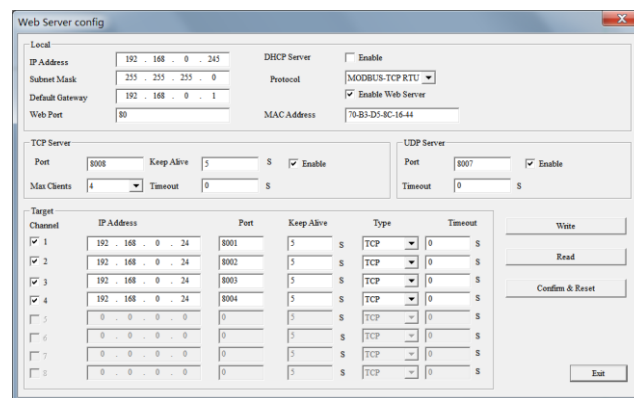 Web Server config
Local
IP Address 192 . 168 . 0 . 245 DHCP Server Enable
Subnet Mask 255 . 255 . 255 . 0 Protocol MODBUS-TCP RTU
Default Gateway 192 . 168 . 0 . 1 Enable Web Server
Web Port 80 MAC Address 70-B3-D5-8C-16-44
TCP Server UDP Server
Port 8008 Keep Alive 5 S Enable Port 8007 Enable
Max Clients 4 Timeout 0 S Timeout 0 S
Target
Channel IP Address Port Keep Alive Type Timeout
1 192 . 168 . 0 . 24 8001 5 S TCP 0 S Write
2 192 . 168 . 0 . 24 8002 5 S TCP 0 S Read
3 192 . 168 . 0 . 24 8003 5 S TCP 0 S Confirm & Reset
4 192 . 168 . 0 . 24 8004 5 S TCP 0 S
5 0 . 0 . 0 . 0 0 5 S TCP 0 S
6 0 . 0 . 0 . 0 0 5 S TCP 0 S
7 0 . 0 . 0 . 0 0 5 S TCP 0 S
8 0 . 0 . 0 . 0 0 5 S TCP 0 S Exit